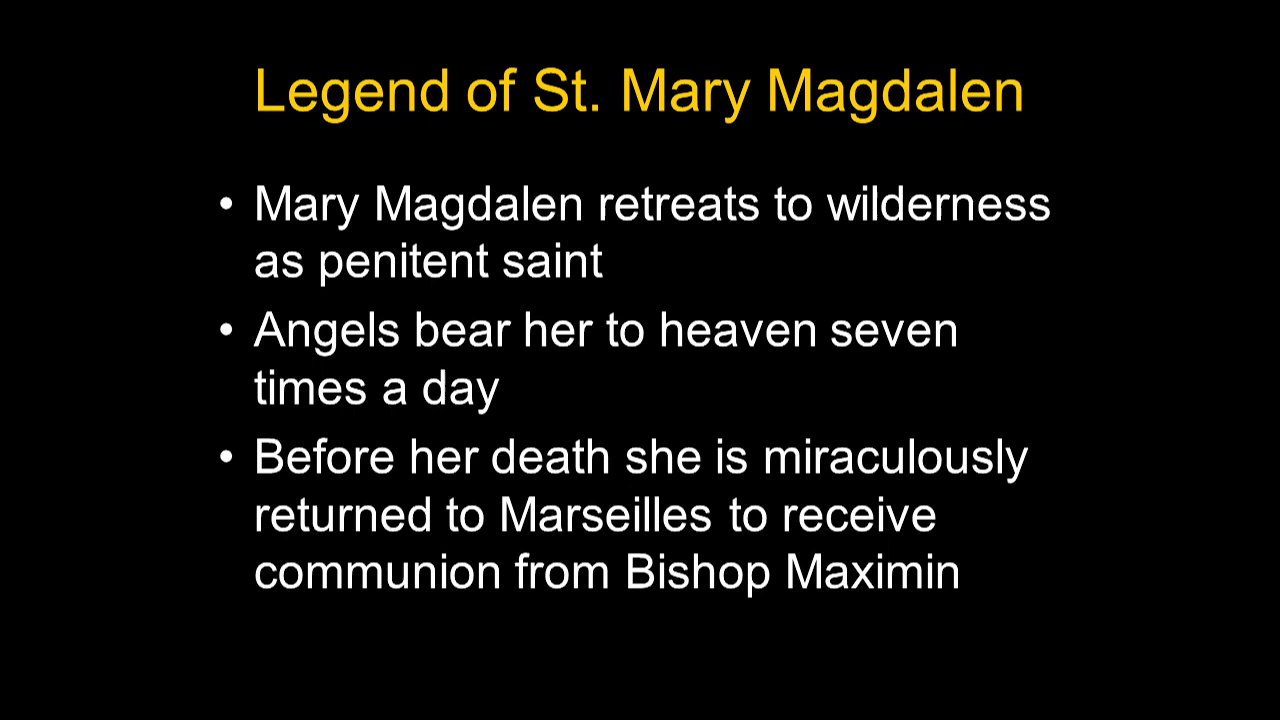 Legend of St. Mary Magdalen
• Mary Magdalen retreats to wilderness
as penitent saint
• Angels bear her to heaven seven
times a day
• Before her death she is miraculously
returned to Marseilles to receive
communion from Bishop Maximin